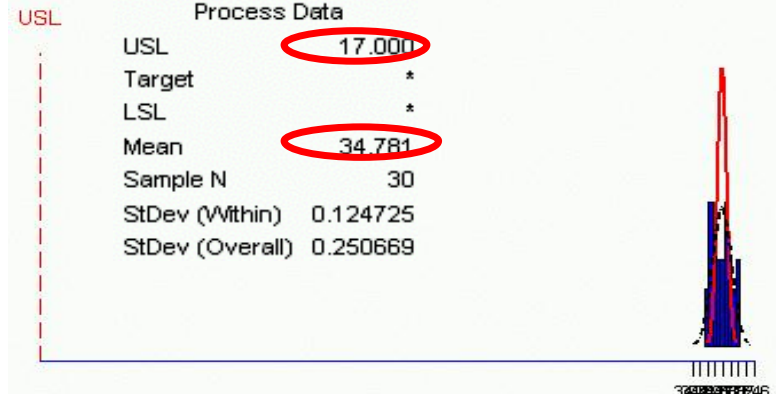 USL
Process Data
USL 17.000
Target *
LSL *
Mean 34.781
Sample N 30
StDev (Within) 0.124725
StDev (Overall) 0.250669